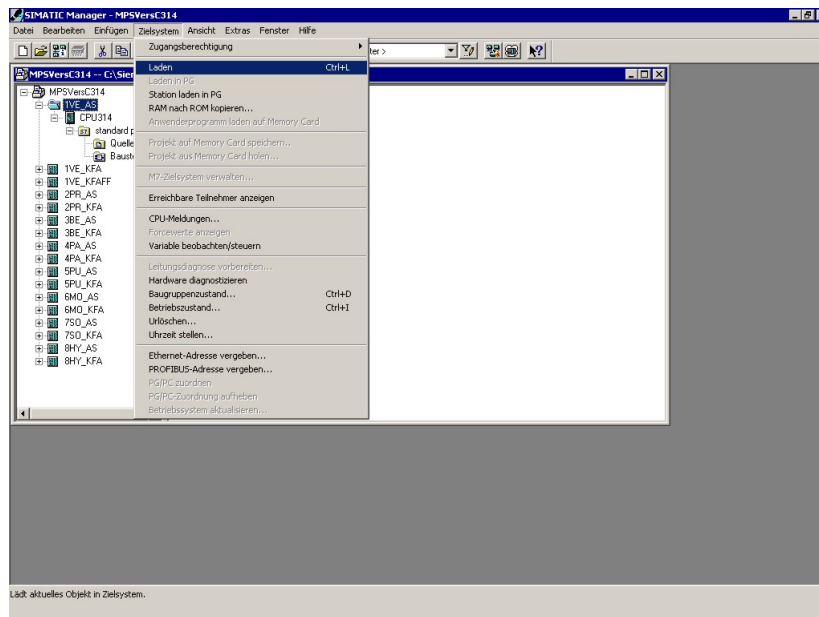 SIMATIC Manager - MPSVersC314
Datei Bearbeiten Einfügen Zielsystem Ansicht Extras Fenster Hilfe
MPSVersC314 -- C:\Sie
MPSVersC314
1VE_AS
CPU314
standard p
Quelle
Bauste
1VE_KFA
1VE_KFAFF
2PR_AS
2PR_KFA
3BE_AS
3BE_KFA
4PA_AS
4PA_KFA
5PU_AS
5PU_KFA
6MO_AS
6MO_KFA
7SO_AS
7SO_KFA
8HY_AS
8HY_KFA
Zugangsberechtigung
Laden Ctrl+L
Laden in PG
Station laden in PG
RAM nach ROM kopieren...
Anwenderprogramm laden auf Memory Card
Projekt auf Memory Card speichern..
Projekt aus Memory Card holen...
M7-Zielsystem verwalten...
Erreichbare Teilnehmer anzeigen
CPU-Meldungen...
Forcewerte anzeigen
Variable beobachten/steuern
Leitungsdiagnose vorbereiten...
Hardware diagnostizieren
Baugruppenzustand... Ctrl+D
Betriebszustand... Ctrl+I
Urlöschen...
Uhrzeit stellen...
Ethernet-Adresse vergeben...
PROFIBUS-Adresse vergeben...
PG/PC zuordnen
PG/PC-Zuordnung aufheben
Betriebssystem aktualisieren...
ter >
Lädt aktuelles Objekt in Zielsystem.